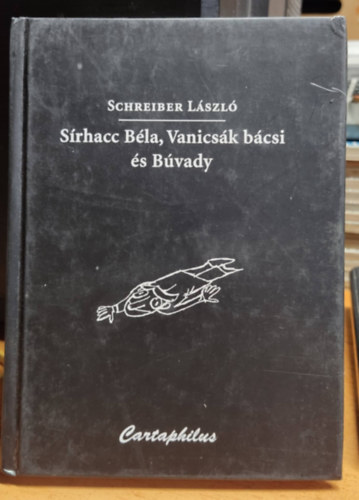 SCHREIBER LÁSZLÓ
Sírhacc Béla, Vanicsák bácsi
és Búvady
Cartaphilus